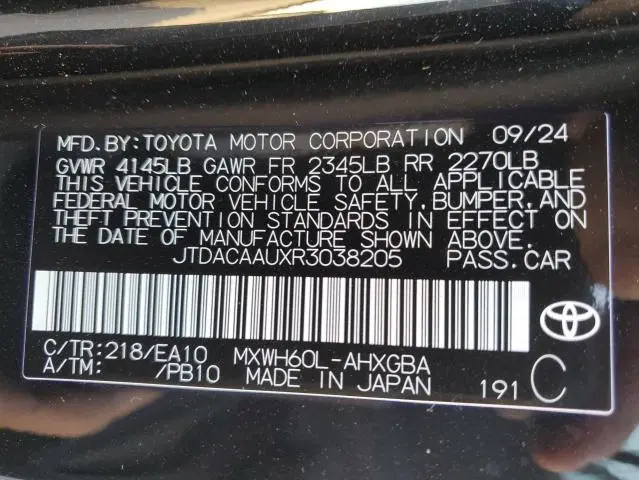 MFD.BY:TOYOTA MOTOR CORPORATION 09/24
GVWR 4145LB GAWR FR 2345LB RR 2270LB
THIS VEHICLE CONFORMS TO ALL APPLICABLE
FEDERAL MOTOR VEHICLE SAFETY,BUMPER,AND
THEFT PREVENTION STANDARDS IN EFFECT ON
THE DATE OF MANUFACTURE SHOWN ABOVE.
JTDACAAUXR3038205 PASS.CAR
C/TR:218/EA10 MXWH60L-AHXGBA
A/TM: /PB10 MADE IN JAPAN 191 C